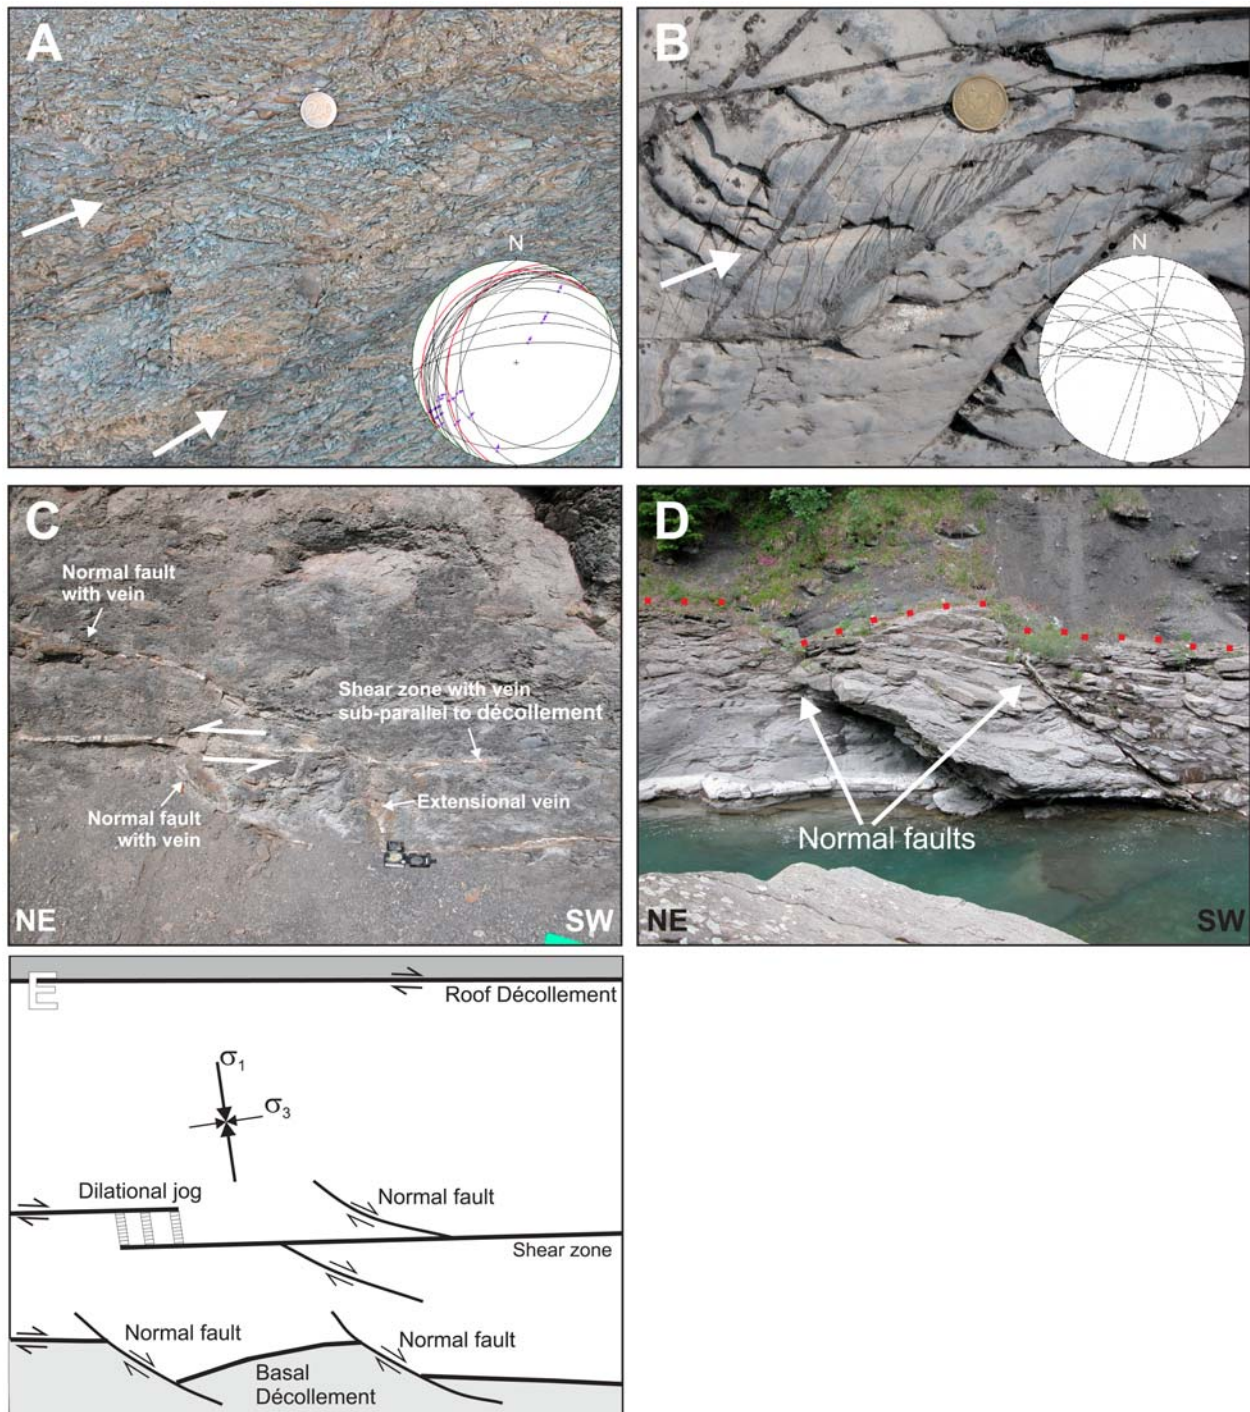 A
N
B
N
C
Normal fault
with vein
Shear zone with vein
sub-parallel to décollement
Normal fault
with vein
Extensional vein
NE
SW
D
Normal faults
NE
SW
E
Roof Décollement
σ1
σ3
Dilational jog
Normal fault
Shear zone
Normal fault
Normal fault
Basal
Décollement